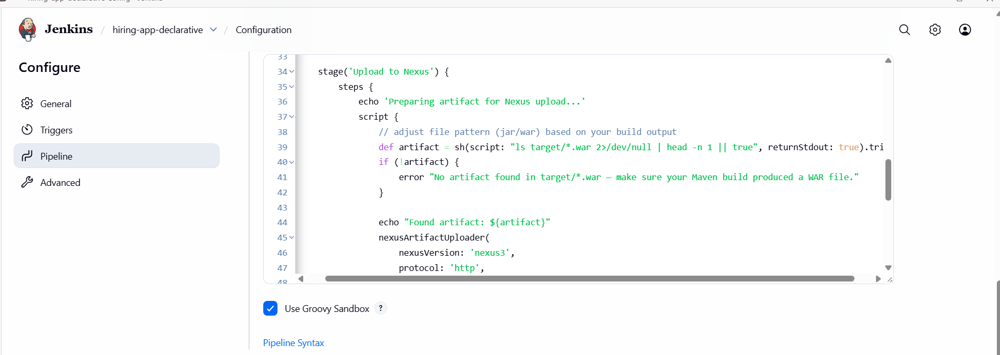 hiring-app-declarative Config - Jenkins
Jenkins / hiring-app-declarative / Configuration
Configure
General
Triggers
Pipeline
Advanced
33
34 stage('Upload to Nexus') {
35 steps {
36 echo 'Preparing artifact for Nexus upload...'
37 script {
38 // adjust file pattern (jar/war) based on your build output
39 def artifact = sh(script: "ls target/*.war 2>/dev/null | head -n 1 || true", returnStdout: true).tri
40 if (!artifact) {
41 error "No artifact found in target/*.war — make sure your Maven build produced a WAR file."
42 }
43
44 echo "Found artifact: ${artifact}"
45 nexusArtifactUploader(
46 nexusVersion: 'nexus3',
47 protocol: 'http',
48
Use Groovy Sandbox ?
Pipeline Syntax